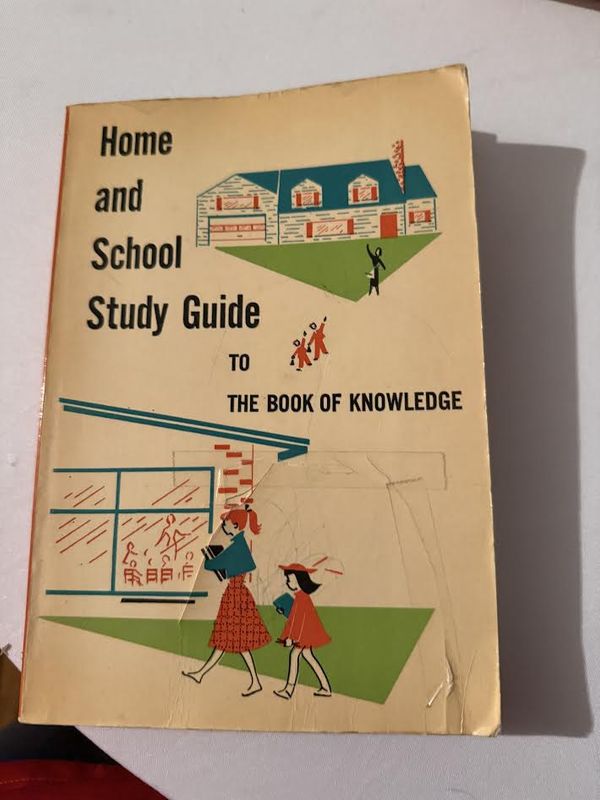 Home
and
School
Study Guide
TO
THE BOOK OF KNOWLEDGE